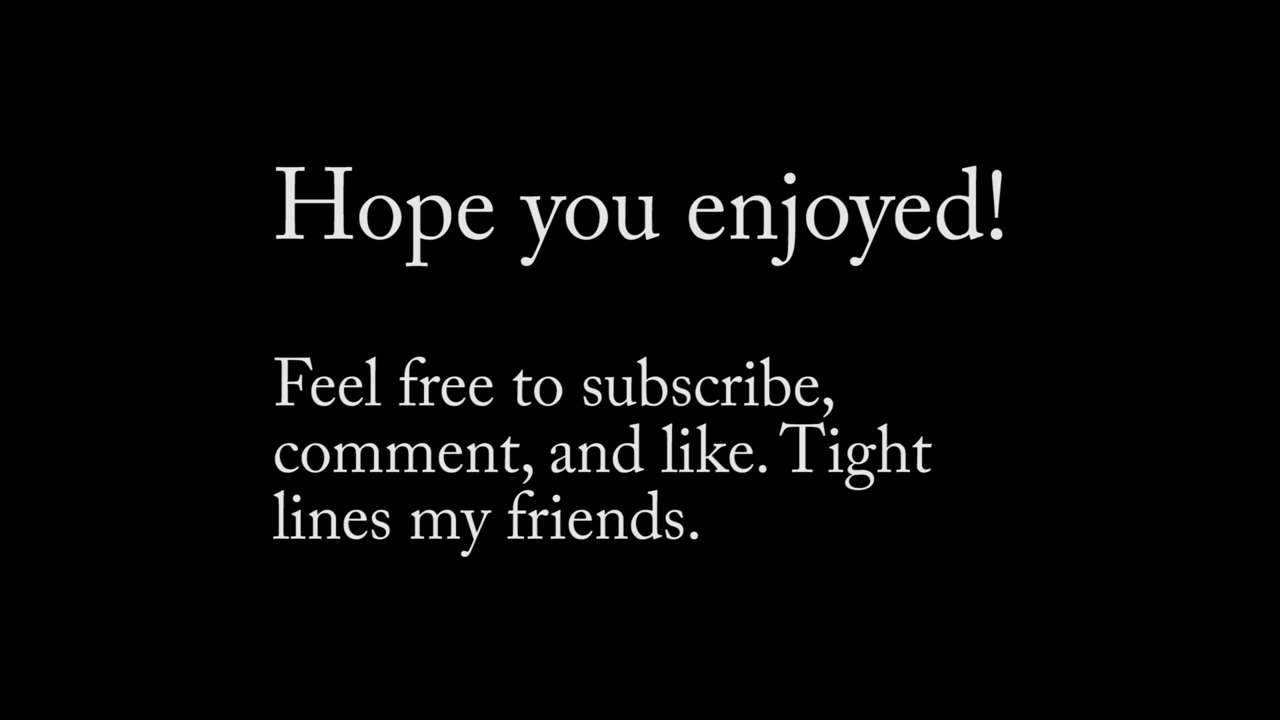 Hope you enjoyed!
Feel free to subscribe,
comment, and like. Tight
lines my friends.